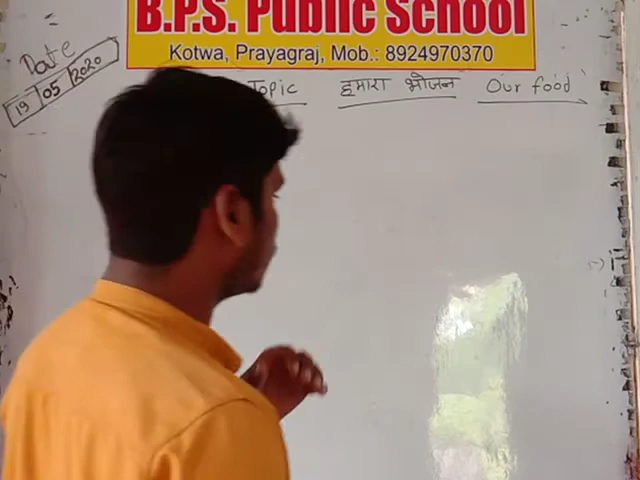 B.P.S. Public School
Kotwa, Prayagraj, Mob.: 8924970370
Date
19 05 2020
Topic हमारा भोजन Our food